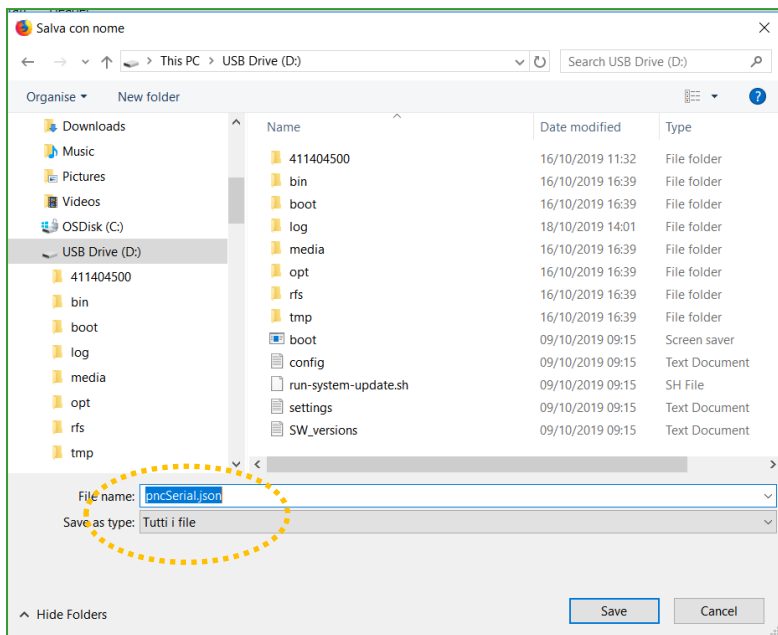 Salva con nome
This PC > USB Drive (D:)
Search USB Drive (D:)
Organise
New folder
?
Downloads
Music
Pictures
Videos
OSDisk (C:)
USB Drive (D:)
411404500
bin
boot
log
media
opt
rfs
tmp
Name Date modified Type
411404500 16/10/2019 11:32 File folder
bin 16/10/2019 16:39 File folder
boot 16/10/2019 16:39 File folder
log 18/10/2019 14:01 File folder
media 16/10/2019 16:39 File folder
opt 16/10/2019 16:39 File folder
rfs 16/10/2019 16:39 File folder
tmp 16/10/2019 16:39 File folder
boot 09/10/2019 09:15 Screen saver
config 09/10/2019 09:15 Text Document
run-system-update.sh 09/10/2019 09:15 SH File
settings 09/10/2019 09:15 Text Document
SW_versions 09/10/2019 09:15 Text Document
File name: pncSerial.json
Save as type: Tutti i file
Hide Folders
Save
Cancel